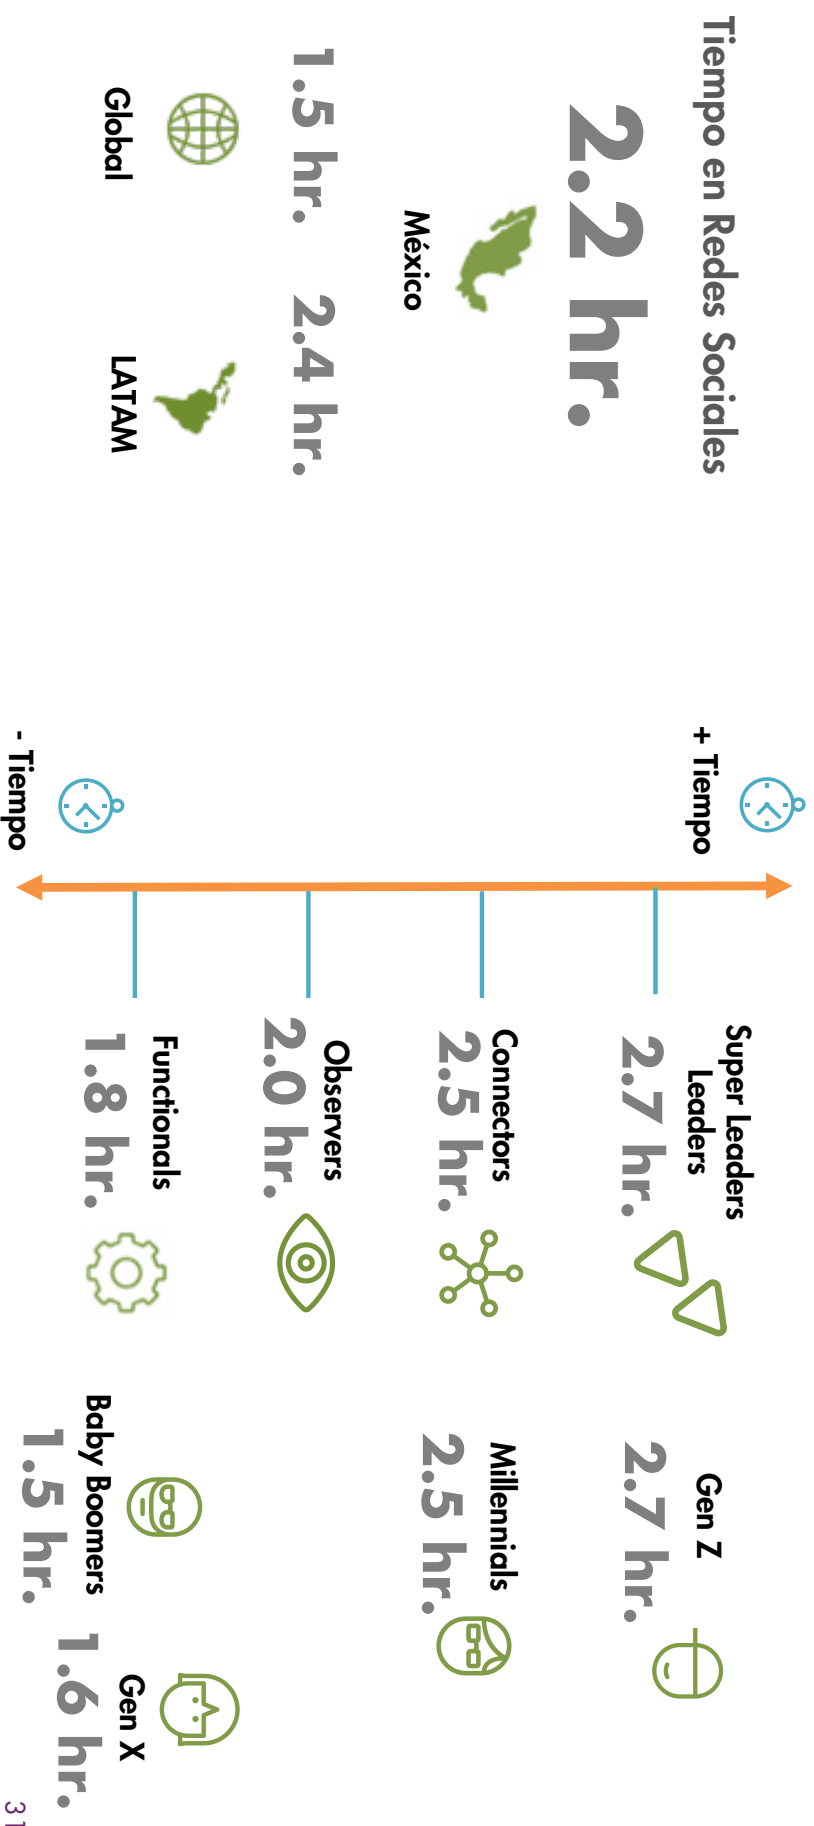 Tiempo en Redes Sociales
2.2 hr.
México
1.5 hr.
Global
2.4 hr.
LATAM
+ Tiempo
- Tiempo
Super Leaders
Leaders
2.7 hr.
Connectors
2.5 hr.
Observers
2.0 hr.
Functionals
1.8 hr.
Gen Z
2.7 hr.
Millennials
2.5 hr.
Baby Boomers
1.5 hr.
Gen X
1.6 hr.
31